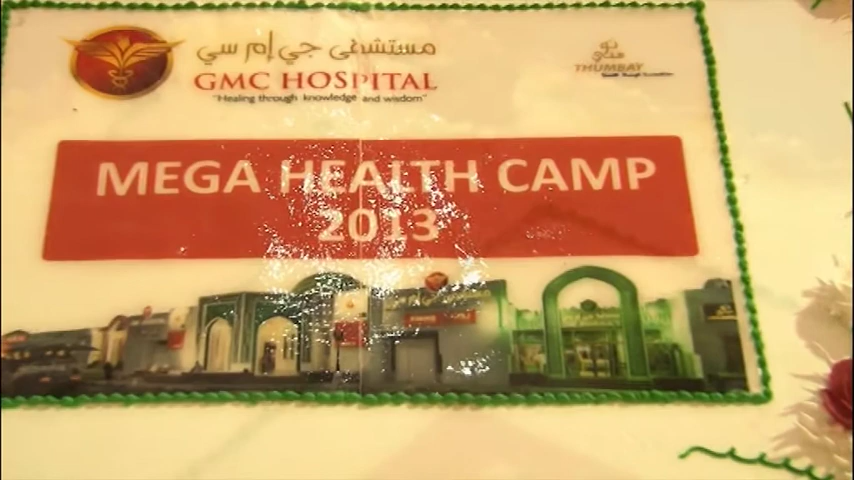 مستشفى جي إم سي
GMC HOSPITAL
"Healing through knowledge and wisdom"
THUMBAY
MEGA HEALTH CAMP
2013